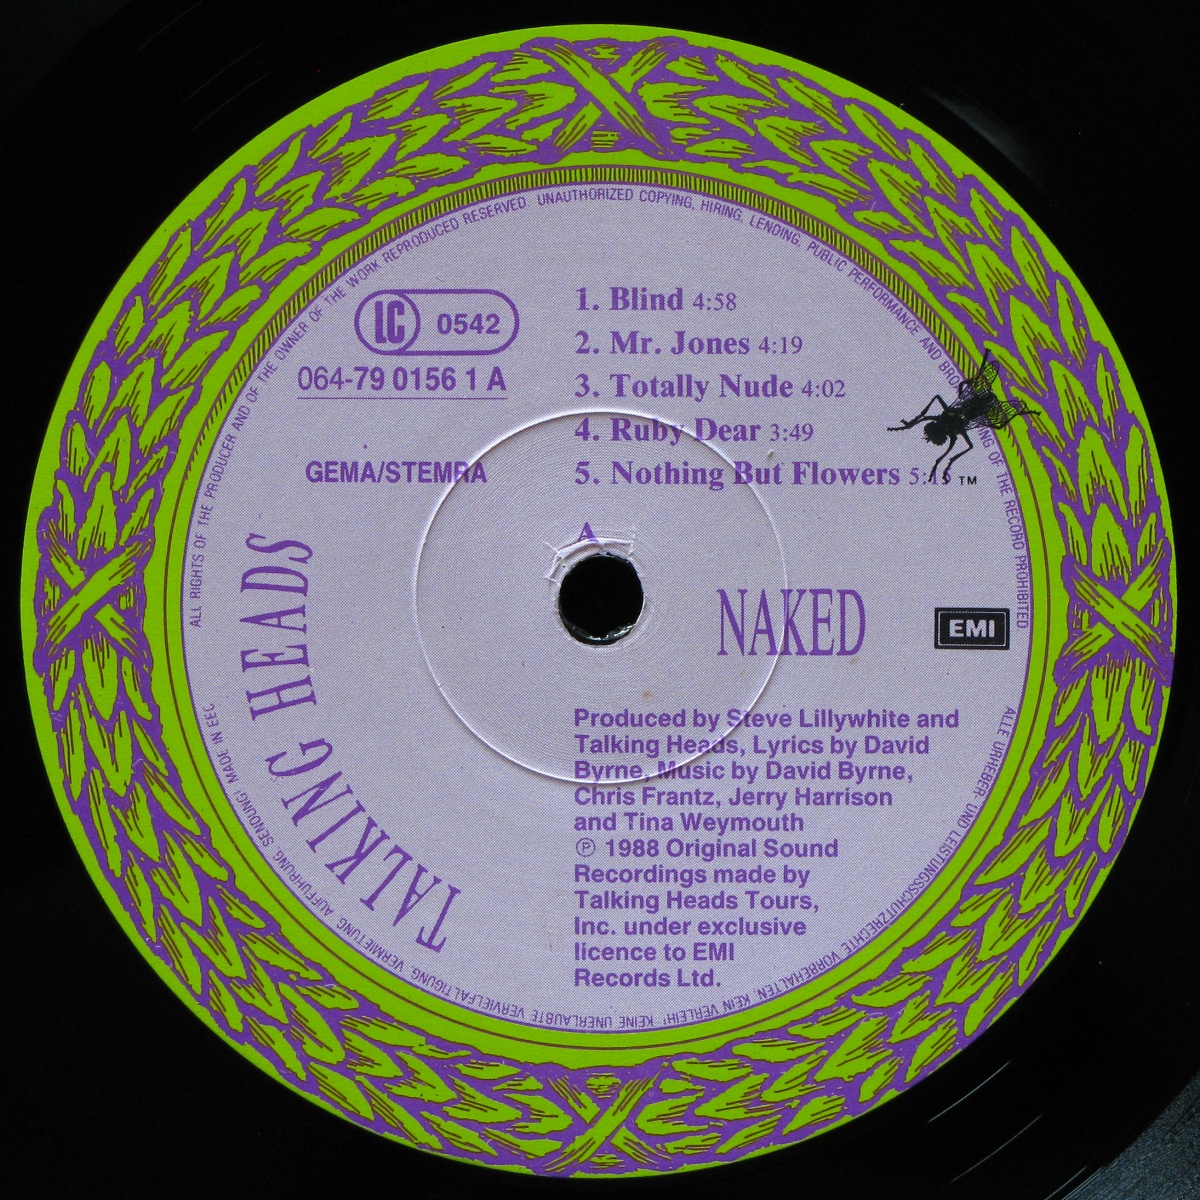 ALL RIGHTS OF THE PRODUCER AND OF THE OWNER OF THE WORK REPRODUCED RESERVED. UNAUTHORIZED COPYING, HIRING, LENDING, PUBLIC PERFORMANCE AND OF THE RECORD PROHIBITED
LC 0542
064-79 0156 1 A
GEMA/STEMRA
1. Blind 4:58
2. Mr. Jones 4:19
3. Totally Nude 4:02
4. Ruby Dear 3:49
5. Nothing But Flowers
TM
A
TALKING HEADS
NAKED
EMI
Produced by Steve Lillywhite and
Talking Heads, Lyrics by David
Byrne, Music by David Byrne,
Chris Frantz, Jerry Harrison
and Tina Weymouth
℗ 1988 Original Sound
Recordings made by
Talking Heads Tours,
Inc. under exclusive
licence to EMI
Records Ltd.
ALLE URHEBER- UND LEISTUNGSSCHUTZRECHTE VORBEHALTEN, KEIN VERLEIH! KEINE UNERLAUBTE VERVIELFALTIGUNG, VERMIETUNG, AUFFÜHRUNG, SENDUNG! MADE IN EEC